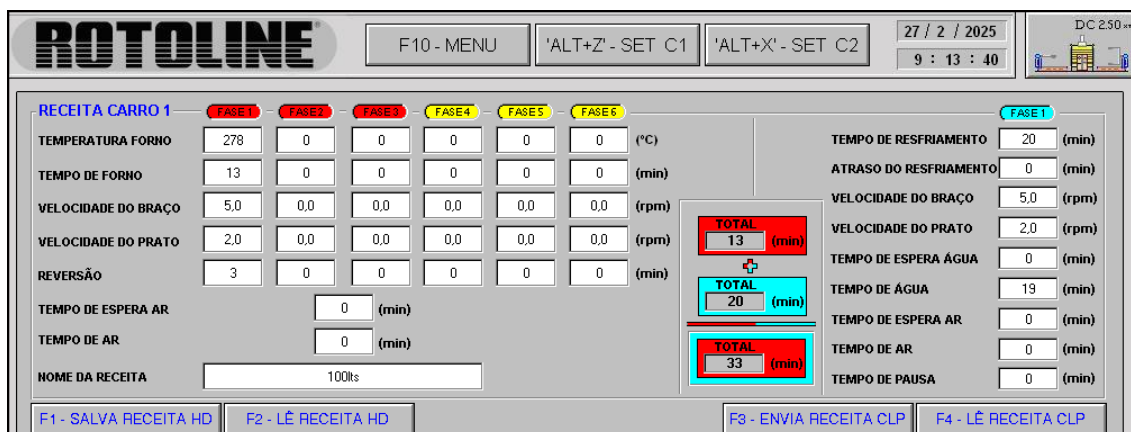 ROTOLINE
F10 - MENU
'ALT+Z' - SET C1
'ALT+X' - SET C2
27 / 2 / 2025
9 : 13 : 40
DC 2.50
RECEITA CARRO 1 FASE 1 FASE 2 FASE 3 FASE 4 FASE 5 FASE 6
TEMPERATURA FORNO 278 0 0 0 0 0 (ºC)
TEMPO DE FORNO 13 0 0 0 0 0 (min)
VELOCIDADE DO BRAÇO 5,0 0,0 0,0 0,0 0,0 0,0 (rpm)
VELOCIDADE DO PRATO 2,0 0,0 0,0 0,0 0,0 0,0 (rpm)
REVERSÃO 3 0 0 0 0 0 (min)
TEMPO DE ESPERA AR 0 (min)
TEMPO DE AR 0 (min)
NOME DA RECEITA 100lts
TOTAL
13 (min)
TOTAL
20 (min)
TOTAL
33 (min)
FASE 1
TEMPO DE RESFRIAMENTO 20 (min)
ATRASO DO RESFRIAMENTO 0 (min)
VELOCIDADE DO BRAÇO 5,0 (rpm)
VELOCIDADE DO PRATO 2,0 (rpm)
TEMPO DE ESPERA ÁGUA 0 (min)
TEMPO DE ÁGUA 19 (min)
TEMPO DE ESPERA AR 0 (min)
TEMPO DE AR 0 (min)
TEMPO DE PAUSA 0 (min)
F1 - SALVA RECEITA HD
F2 - LÊ RECEITA HD
F3 - ENVIA RECEITA CLP
F4 - LÊ RECEITA CLP